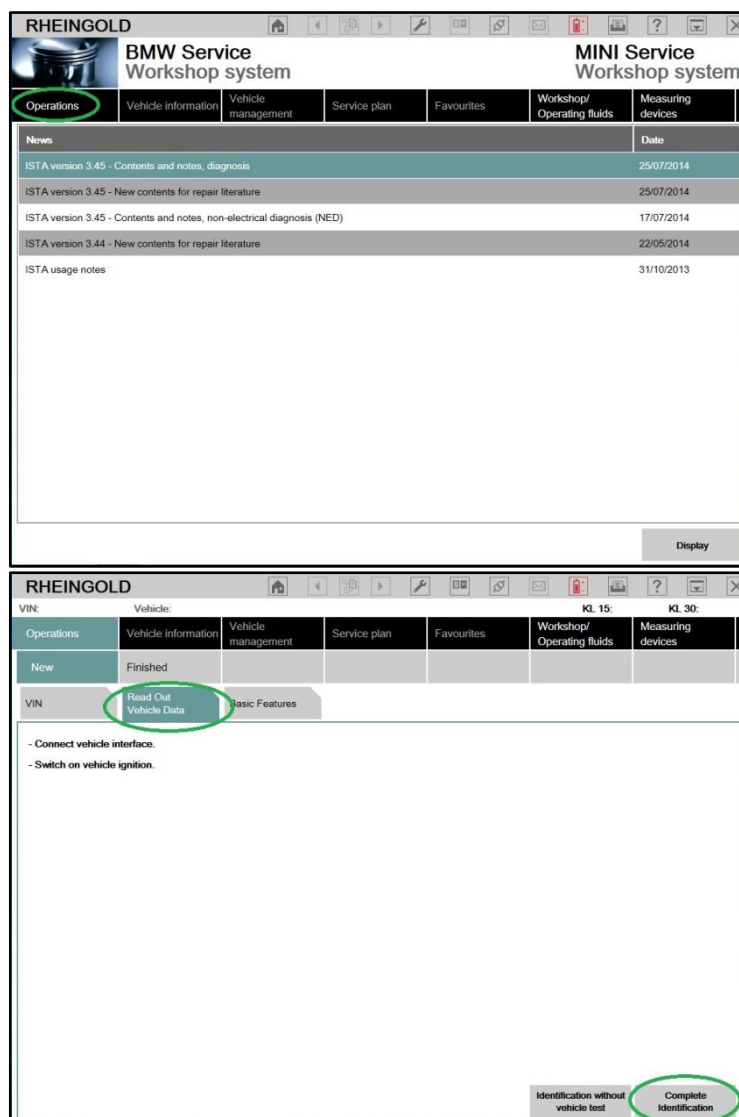 RHEINGOLD
?
BMW Service
Workshop system
MINI Service
Workshop system
Operations
Vehicle information
Vehicle
management
Service plan
Favourites
Workshop/
Operating fluids
Measuring
devices
News
Date
ISTA version 3.45 - Contents and notes, diagnosis
25/07/2014
ISTA version 3.45 - New contents for repair literature
25/07/2014
ISTA version 3.45 - Contents and notes, non-electrical diagnosis (NED)
17/07/2014
ISTA version 3.44 - New contents for repair literature
22/05/2014
ISTA usage notes
31/10/2013
Display
RHEINGOLD
?
VIN:
Vehicle:
KL 15:
KL 30:
Operations
Vehicle information
Vehicle
management
Service plan
Favourites
Workshop/
Operating fluids
Measuring
devices
New
Finished
VIN
Read Out
Vehicle Data
Basic Features
- Connect vehicle interface.
- Switch on vehicle ignition.
Identification without
vehicle test
Complete
Identification